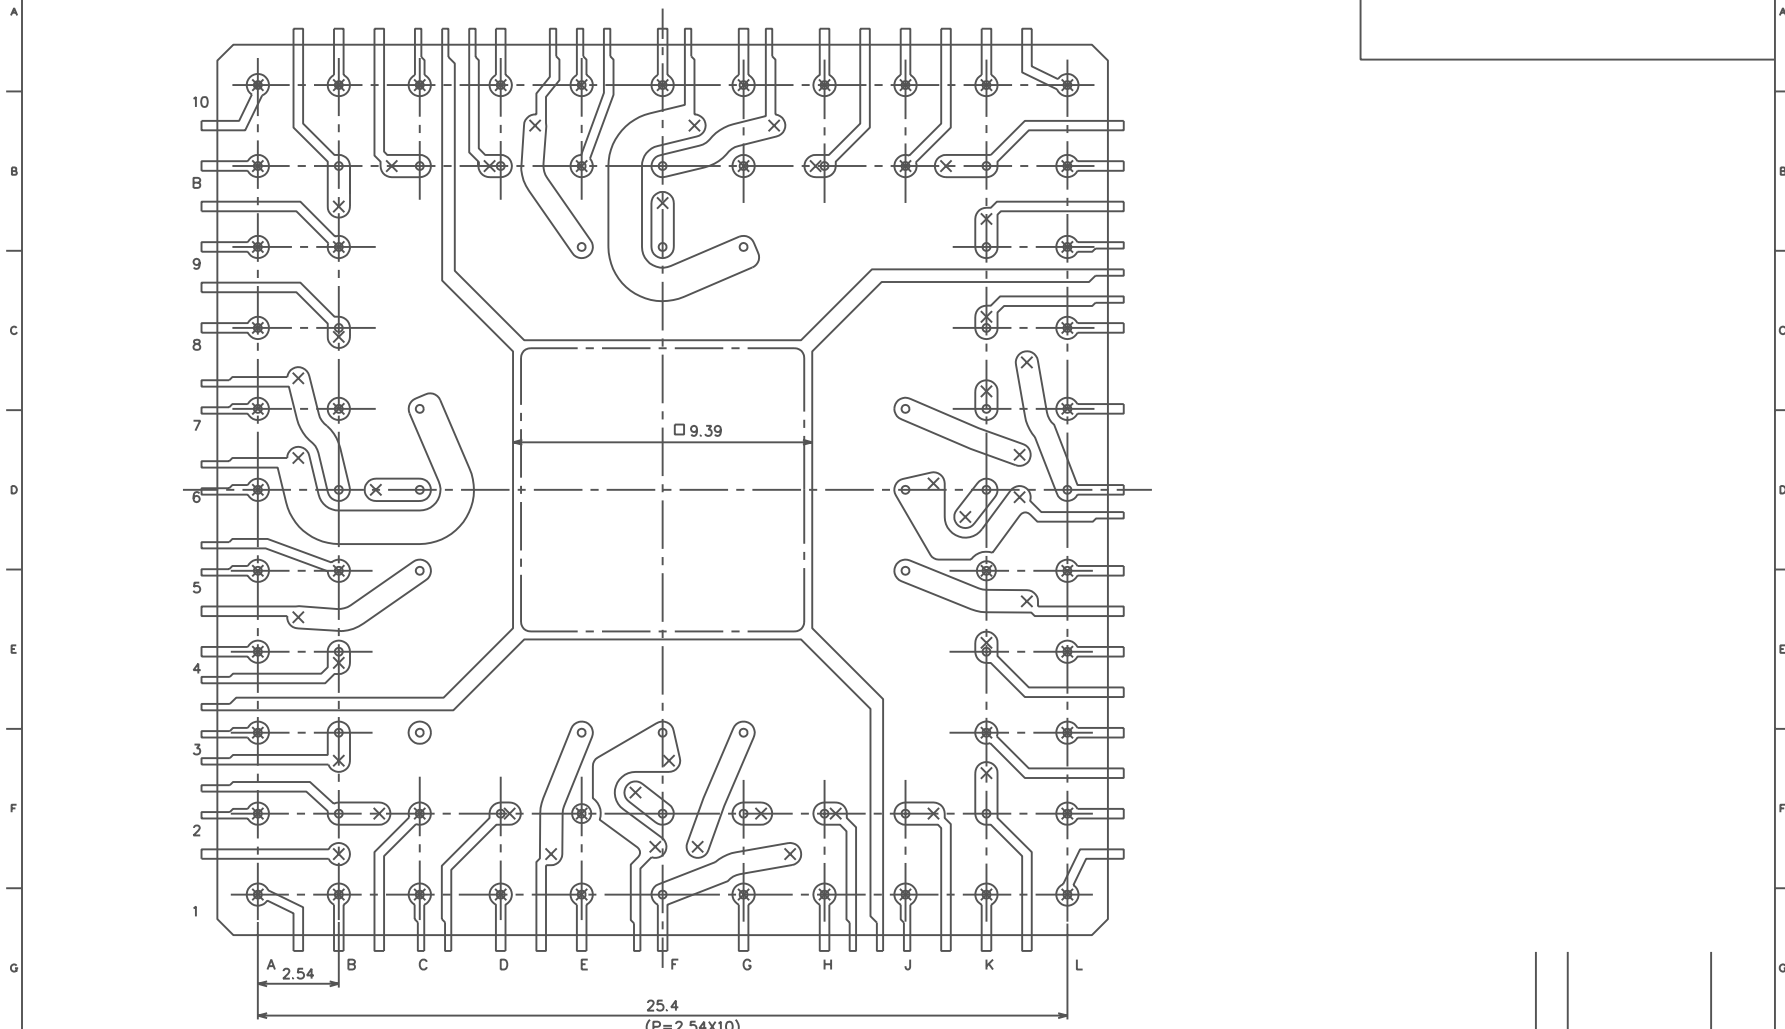 A A
10
B B
B
9
C C
8
7
□ 9.39
D D
6
5
E E
4
3
F F
2
1
A B C D E F G H J K L
G G
2.54
25.4
(P=2.54X10)